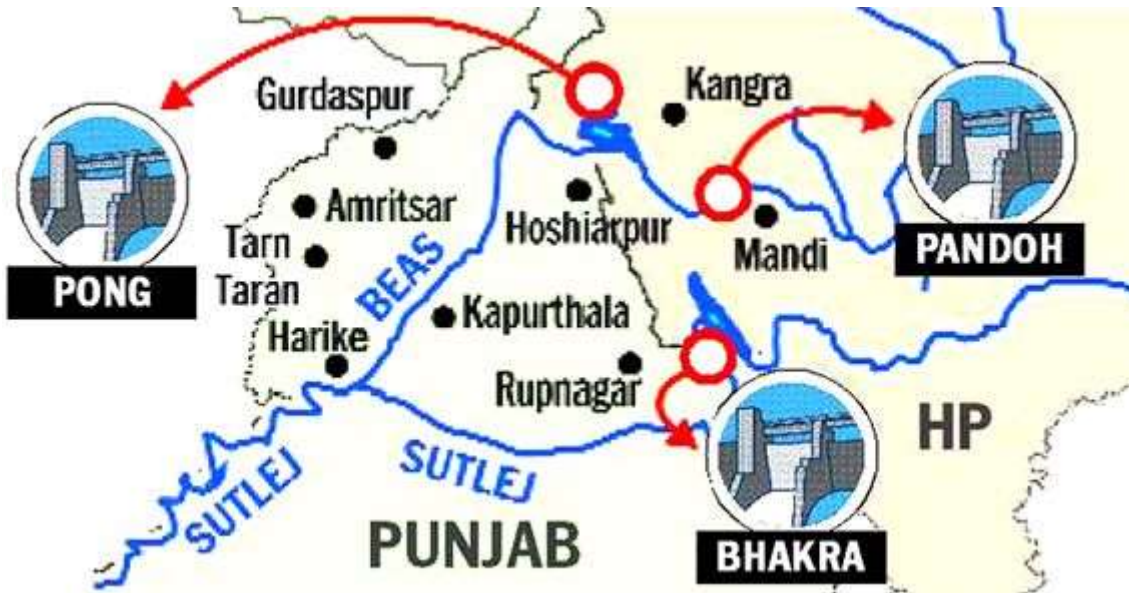 Gurdaspur
Kangra
Amritsar
Hoshiarpur
Mandi
PANDOH
Tarn
Taran
PONG
BEAS
Kapurthala
Harike
Rupnagar
HP
SUTLEJ
SUTLEJ
PUNJAB
BHAKRA